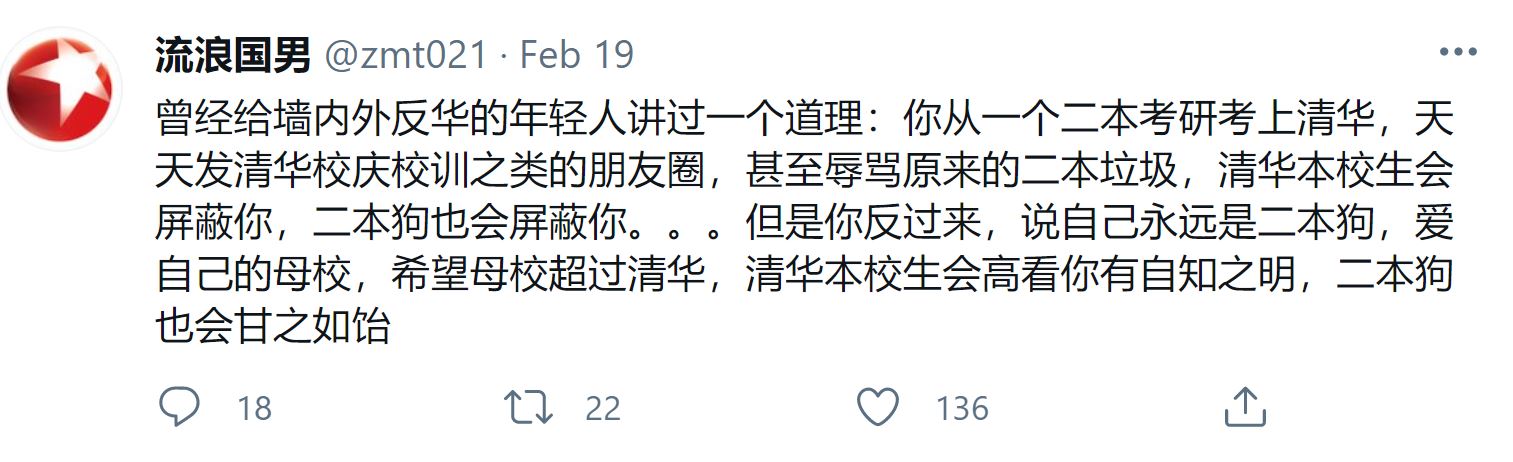 流浪国男 @zmt021 · Feb 19
曾经给墙内外反华的年轻人讲过一个道理：你从一个二本考研考上清华，天
天发清华校庆校训之类的朋友圈，甚至辱骂原来的二本垃圾，清华本校生会
屏蔽你，二本狗也会屏蔽你。。。但是你反过来，说自己永远是二本狗，爱
自己的母校，希望母校超过清华，清华本校生会高看你有自知之明，二本狗
也会甘之如饴
18 22 136